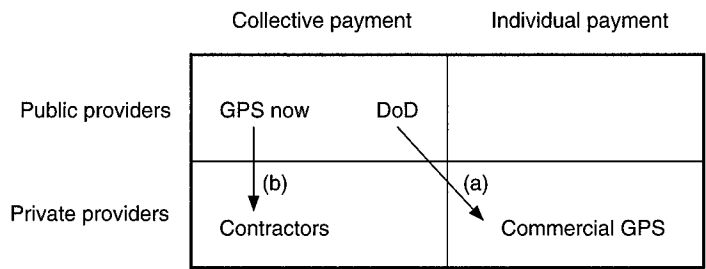 Collective payment Individual payment
Public providers GPS now DoD
(b) (a)
Private providers Contractors Commercial GPS